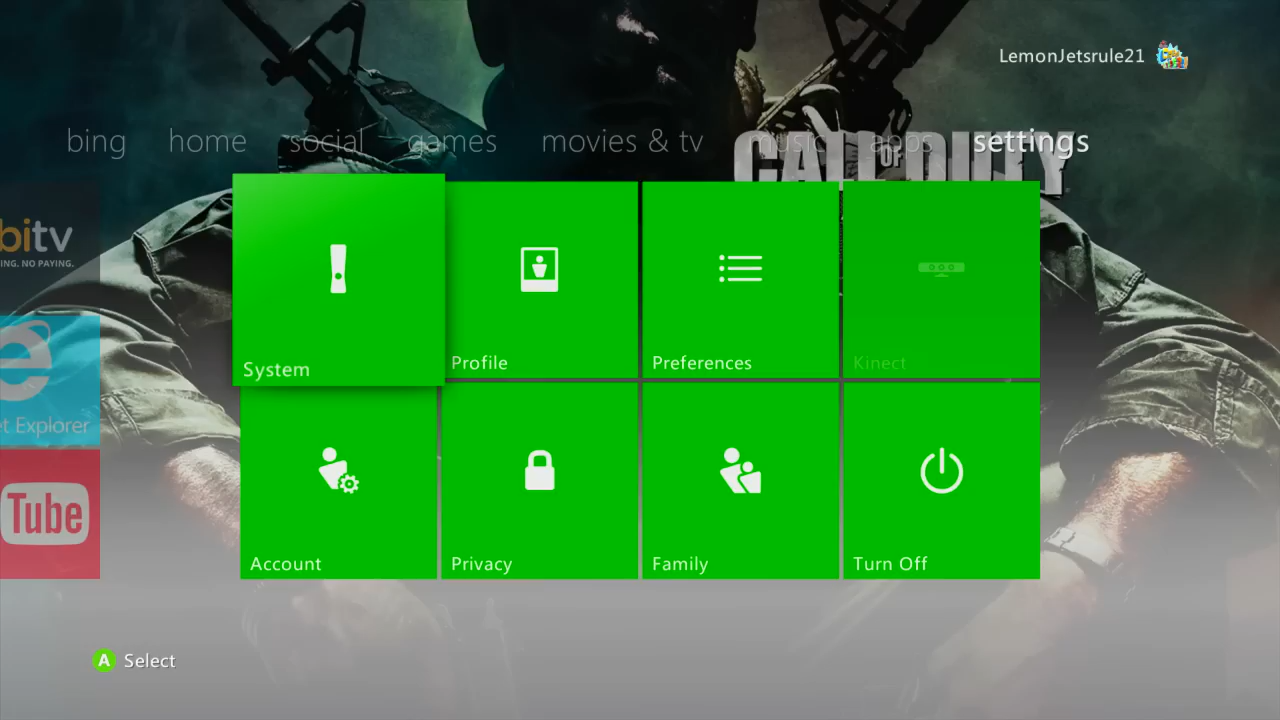 LemonJetsrule21
bing home social games movies & tv music apps settings
CALL OF DUTY
bitv
ING. NO PAYING.
et Explorer
Tube
System
Profile
Preferences
Kinect
Account
Privacy
Family
Turn Off
A Select